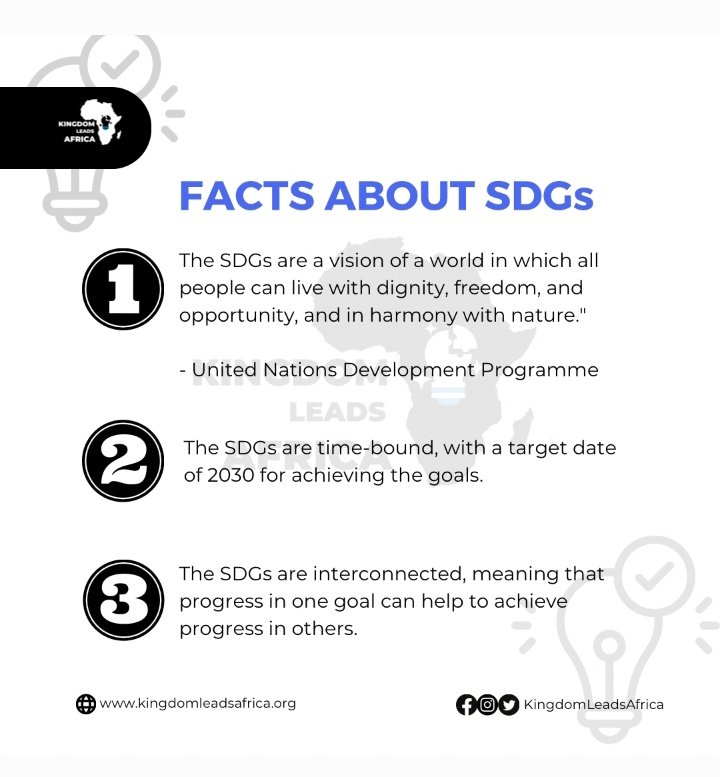 KINGDOM
LEADS
AFRICA
FACTS ABOUT SDGs
1
The SDGs are a vision of a world in which all
people can live with dignity, freedom, and
opportunity, and in harmony with nature."
- United Nations Development Programme
KINGDOM
LEADS
AFRICA
2
The SDGs are time-bound, with a target date
of 2030 for achieving the goals.
3
The SDGs are interconnected, meaning that
progress in one goal can help to achieve
progress in others.
www.kingdomleadsafrica.org
KingdomLeadsAfrica